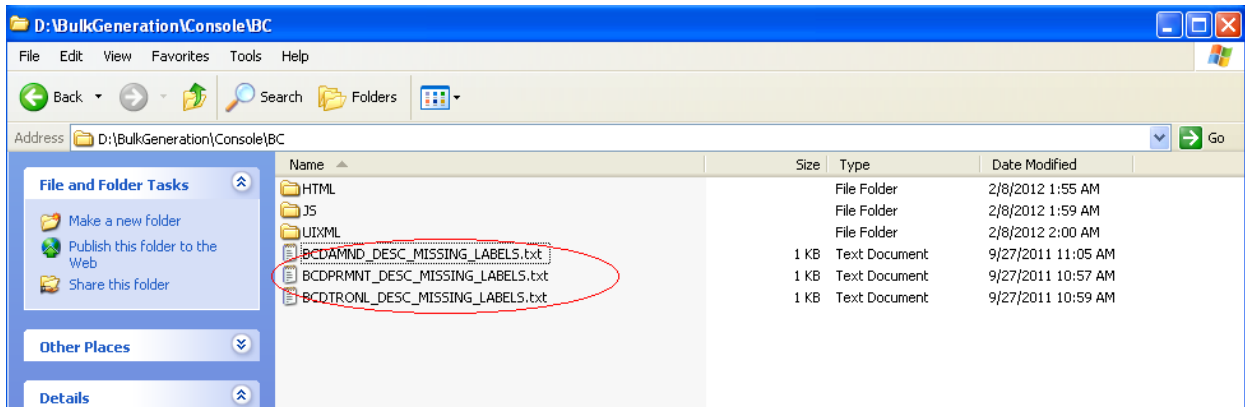 D:\BulkGeneration\Console\BC
File Edit View Favorites Tools Help
Back Search Folders
Address D:\BulkGeneration\Console\BC Go
Name Size Type Date Modified
File and Folder Tasks
Make a new folder
Publish this folder to the
Web
Share this folder
Other Places
Details
HTML File Folder 2/8/2012 1:55 AM
JS File Folder 2/8/2012 1:59 AM
UIXML File Folder 2/8/2012 2:00 AM
BCDAMND_DESC_MISSING_LABELS.txt 1 KB Text Document 9/27/2011 11:05 AM
BCDPRMNT_DESC_MISSING_LABELS.txt 1 KB Text Document 9/27/2011 10:57 AM
BCDTRONL_DESC_MISSING_LABELS.txt 1 KB Text Document 9/27/2011 10:59 AM